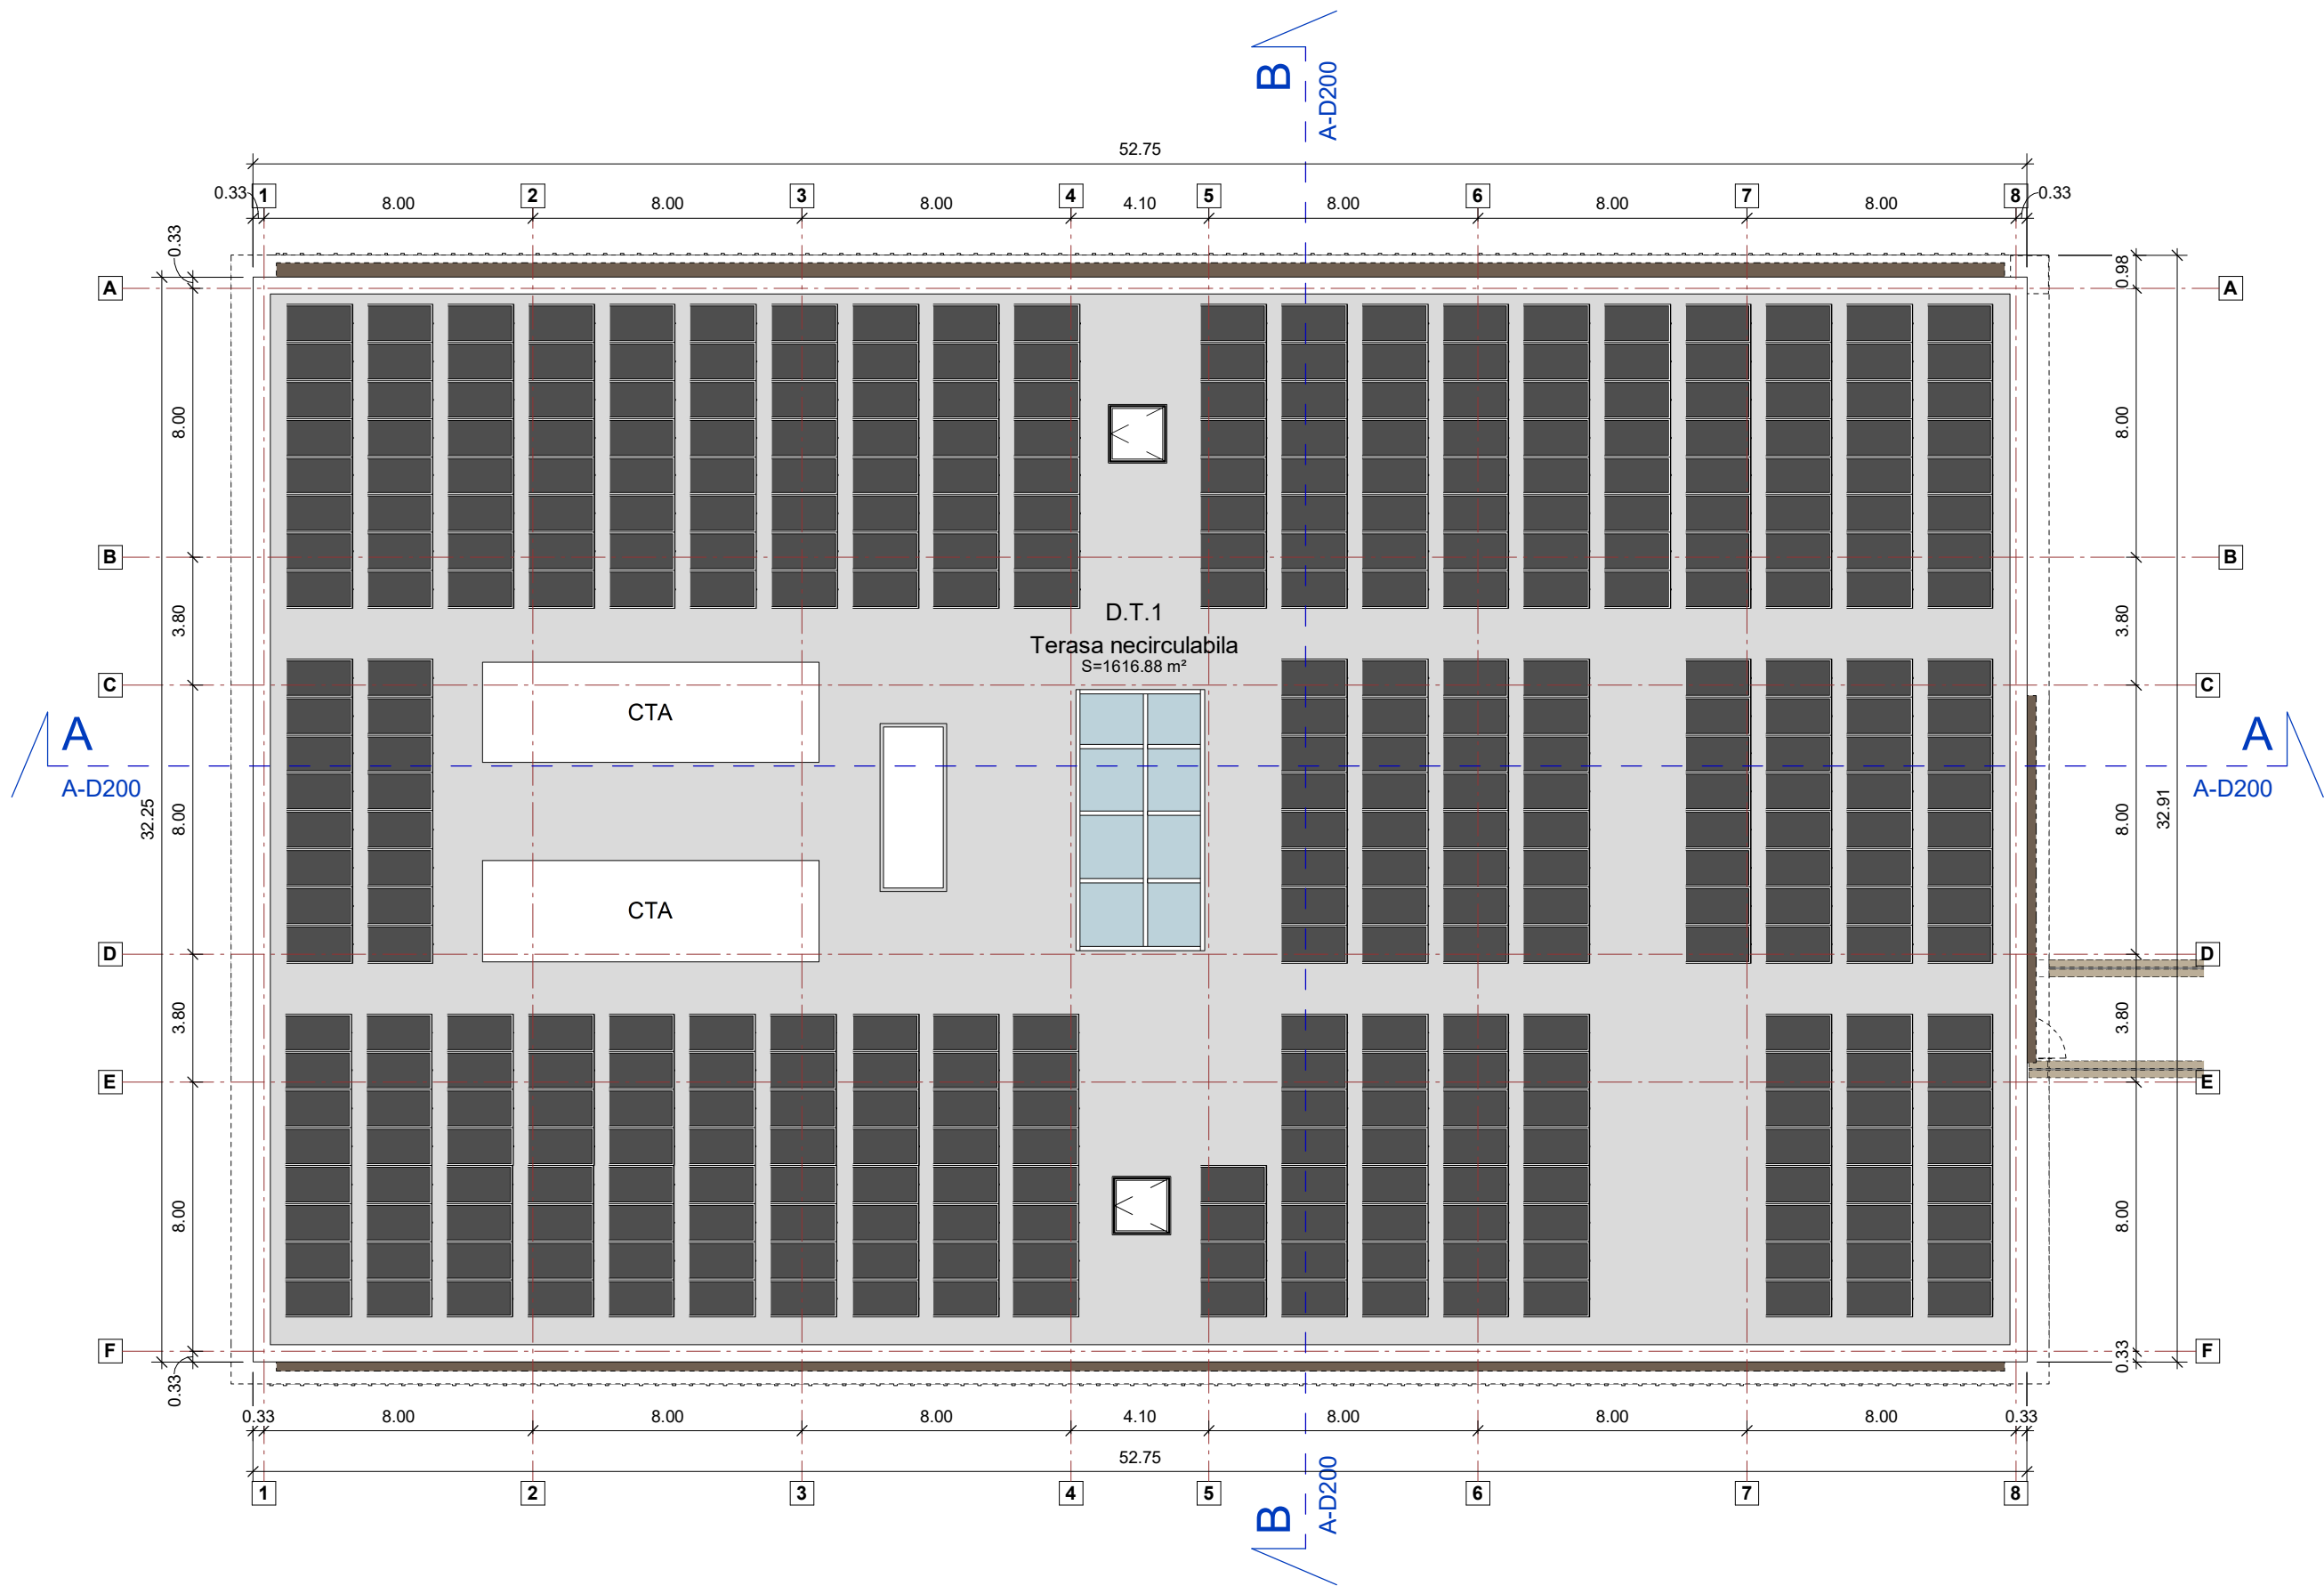 B
A-D200
52.75
0.33
1
8.00
2
8.00
3
8.00
4
4.10
5
8.00
6
8.00
7
8.00
8
0.33
0.33
0.98
A
A
8.00
8.00
B
B
D.T.1
3.80
3.80
Terasa necirculabila
S=1616.88 m²
C
C
CTA
A
A
A-D200
A-D200
32.25
8.00
8.00
32.91
CTA
D
D
3.80
3.80
E
E
8.00
8.00
F
F
0.33
0.33
0.33
8.00
8.00
8.00
4.10
8.00
8.00
8.00
0.33
52.75
1
2
3
4
5
6
7
8
B
A-D200